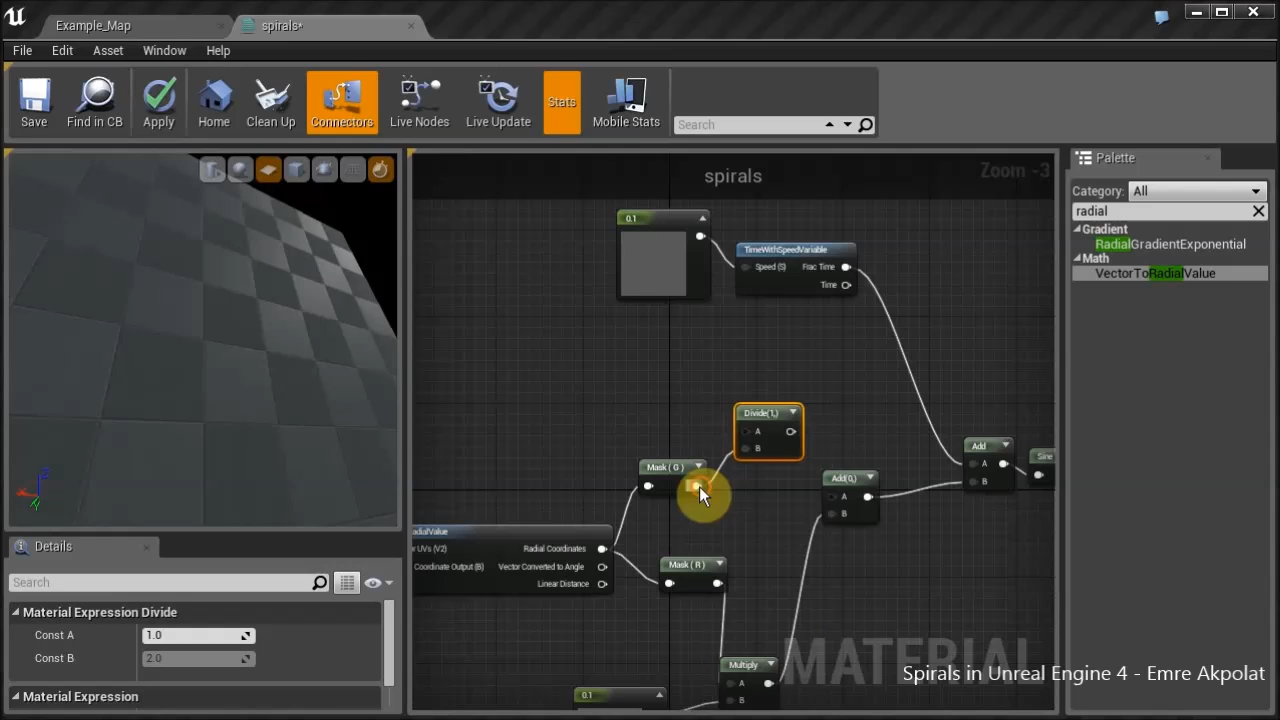 Example_Map
spirals*
File Edit Asset Window Help
Save
Find in CB
Apply
Home
Clean Up
Connectors
Live Nodes
Live Update
Stats
Mobile Stats
Search
spirals
Zoom -3
0.1
TimeWithSpeedVariable
Speed (S) Frac Time
Time
Divide(1,)
A
B
Mask ( G )
Add(0,)
A
B
Add
A
B
Sine
adialValue
or UVs (V2) Radial Coordinates
Coordinate Output (B) Vector Converted to Angle
Linear Distance
Mask ( R )
Multiply
A
B
0.1
MATERIAL
Palette
Category: All
radial
Gradient
RadialGradientExponential
Math
VectorToRadialValue
Details
Search
Material Expression Divide
Const A 1.0
Const B 2.0
Material Expression
Spirals in Unreal Engine 4 - Emre Akpolat